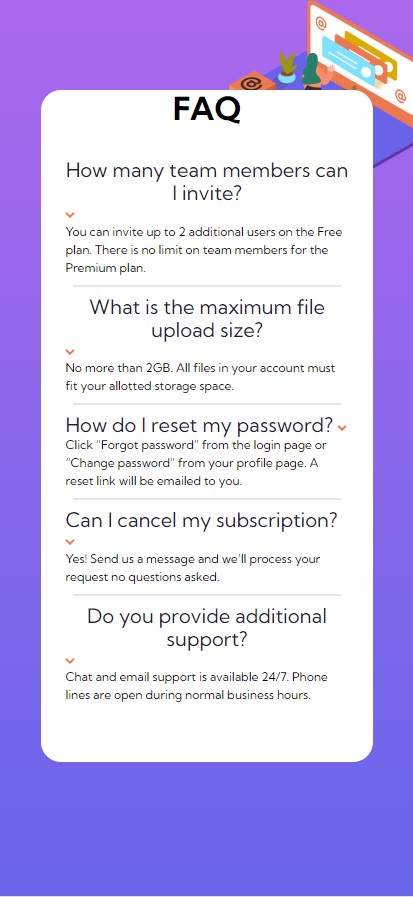 FAQ
How many team members can
I invite?
You can invite up to 2 additional users on the Free
plan. There is no limit on team members for the
Premium plan.
What is the maximum file
upload size?
No more than 2GB. All files in your account must
fit your allotted storage space.
How do I reset my password?
Click “Forgot password” from the login page or
“Change password” from your profile page. A
reset link will be emailed to you.
Can I cancel my subscription?
Yes! Send us a message and we’ll process your
request no questions asked.
Do you provide additional
support?
Chat and email support is available 24/7. Phone
lines are open during normal business hours.